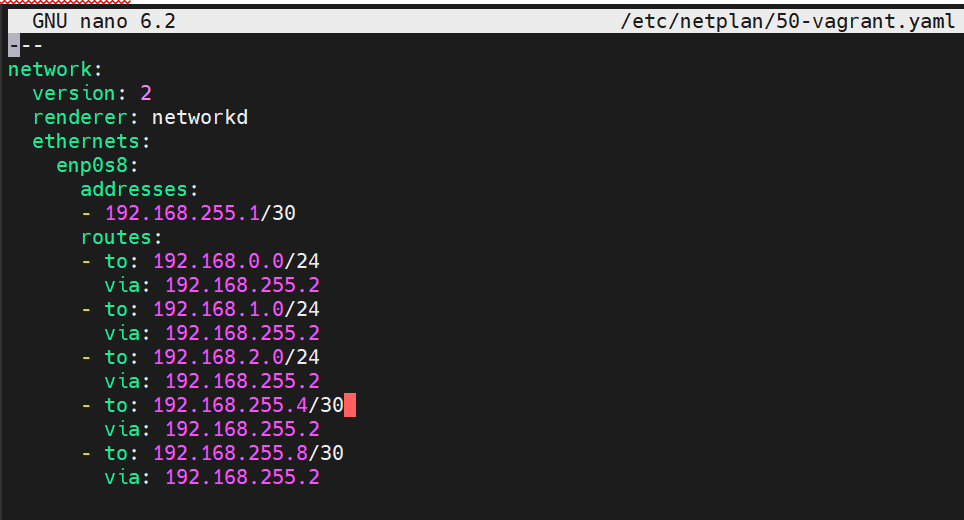 GNU nano 6.2 /etc/netplan/50-vagrant.yaml
---
network:
  version: 2
  renderer: networkd
  ethernets:
    enp0s8:
      addresses:
      - 192.168.255.1/30
      routes:
      - to: 192.168.0.0/24
        via: 192.168.255.2
      - to: 192.168.1.0/24
        via: 192.168.255.2
      - to: 192.168.2.0/24
        via: 192.168.255.2
      - to: 192.168.255.4/30
        via: 192.168.255.2
      - to: 192.168.255.8/30
        via: 192.168.255.2